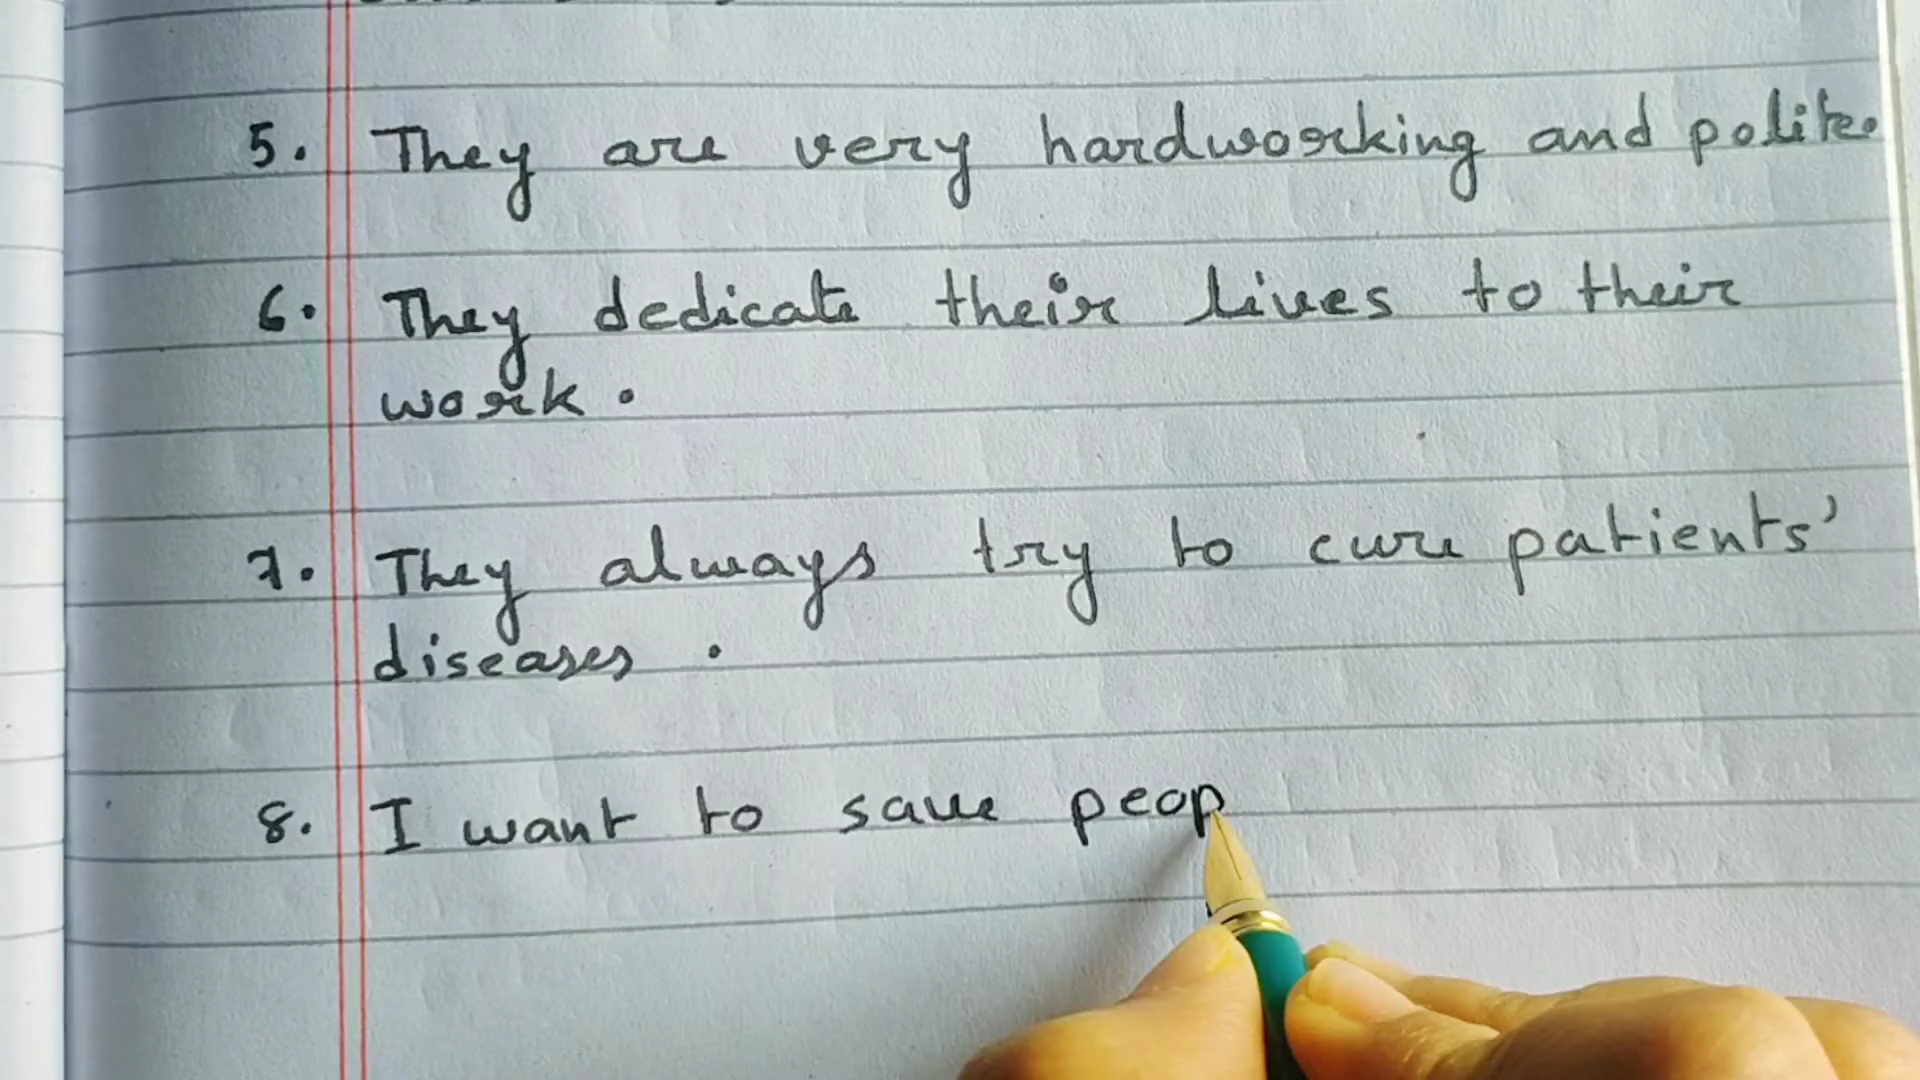 5. They are very hardworking and polite.
6. They dedicate their lives to their
work.
7. They always try to cure patients'
diseases.
8. I want to save peop